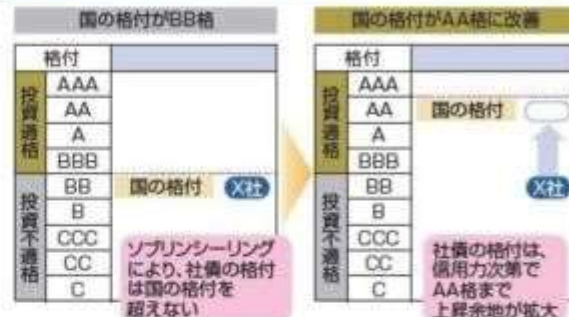 国の格付がBB格
格付
投資適格
AAA
AA
A
BBB
投資不適格
BB
国の格付
X社
B
CCC
CC
C
ソブリンシーリング
により、社債の格付
は国の格付を
超えない
国の格付がAA格に改善
格付
投資適格
AAA
AA
国の格付
A
BBB
投資不適格
BB
X社
B
CCC
CC
C
社債の格付は、
信用力次第で
AA格まで
上昇余地が拡大